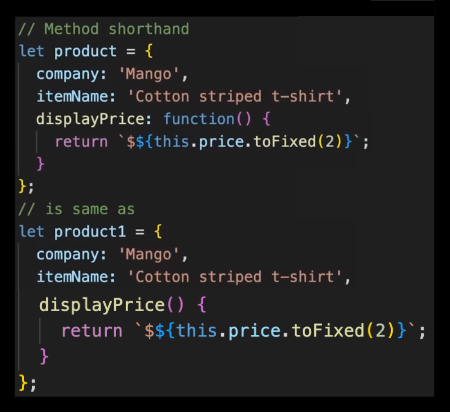 // Method shorthand
let product = {
  company: 'Mango',
  itemName: 'Cotton striped t-shirt',
  displayPrice: function() {
    return `$${this.price.toFixed(2)}`;
  }
};
// is same as
let product1 = {
  company: 'Mango',
  itemName: 'Cotton striped t-shirt',
  displayPrice() {
    return `$${this.price.toFixed(2)}`;
  }
};